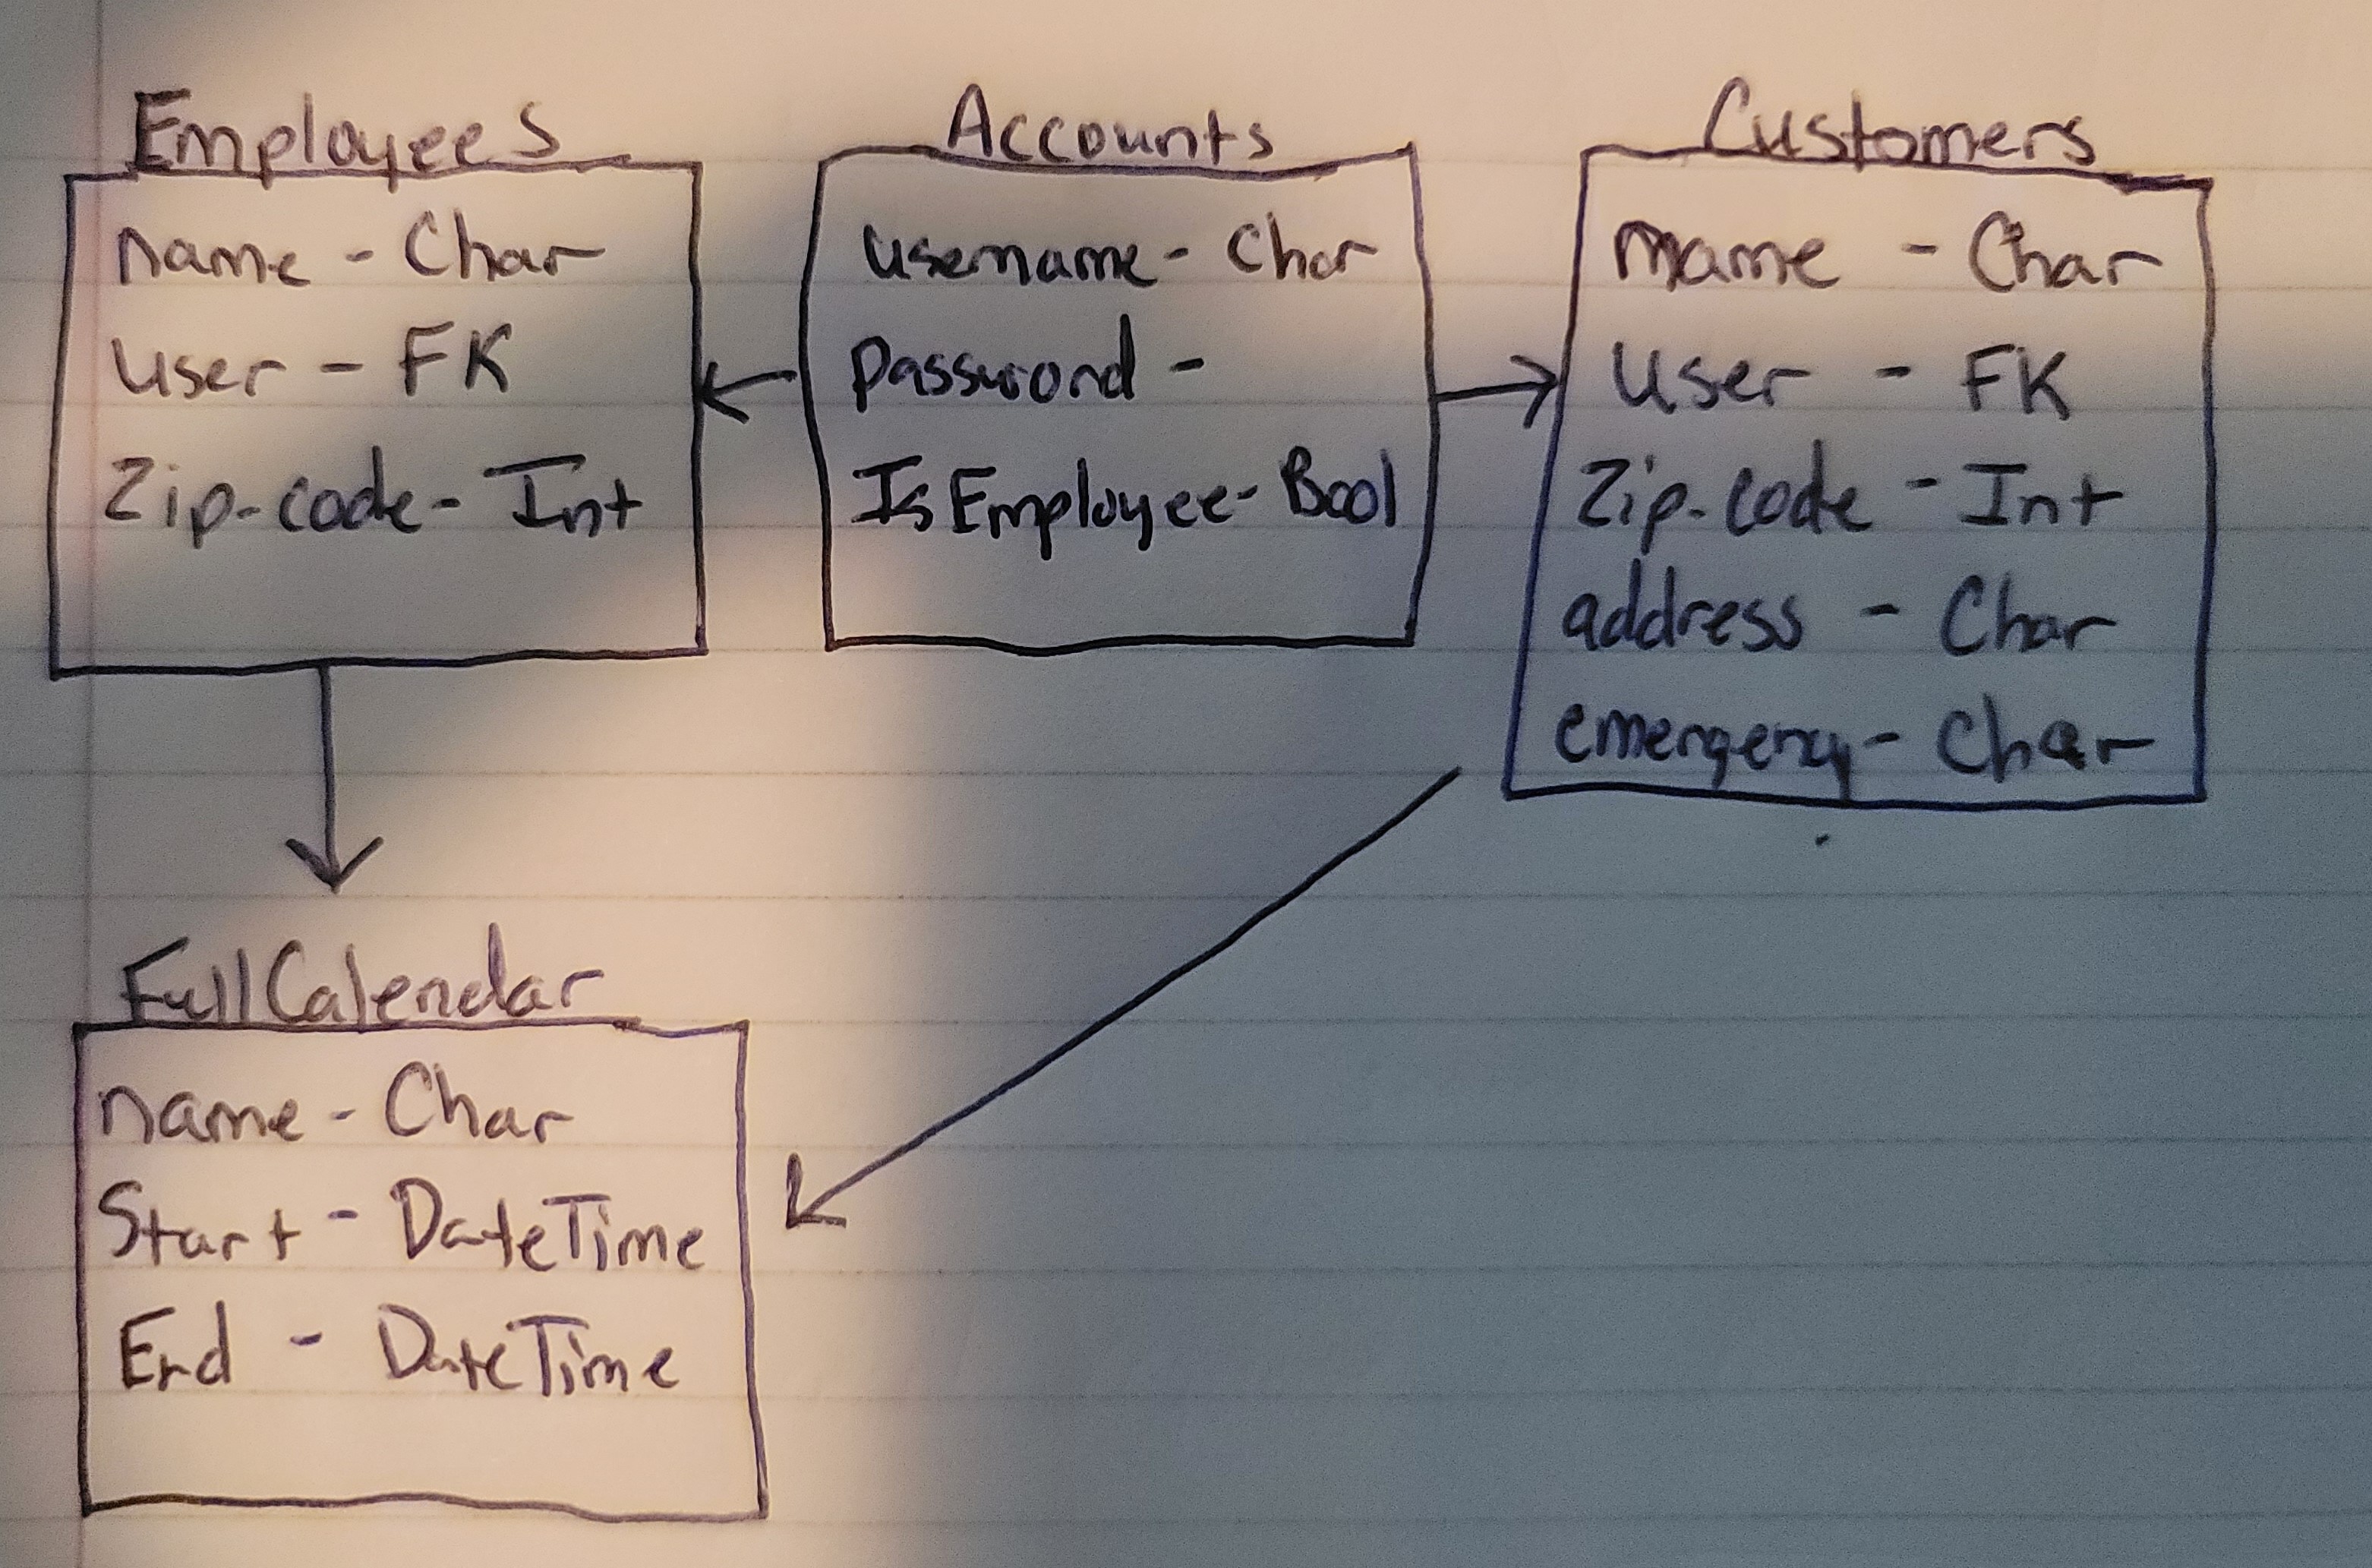 Employees
name - Char
user - FK
Zip-code - Int
Accounts
username - Char
Password -
IsEmployee - Bool
Customers
name - Char
User - FK
Zip-code - Int
address - Char
emergency - Char
FullCalendar
name - Char
Start - DateTime
End - DateTime